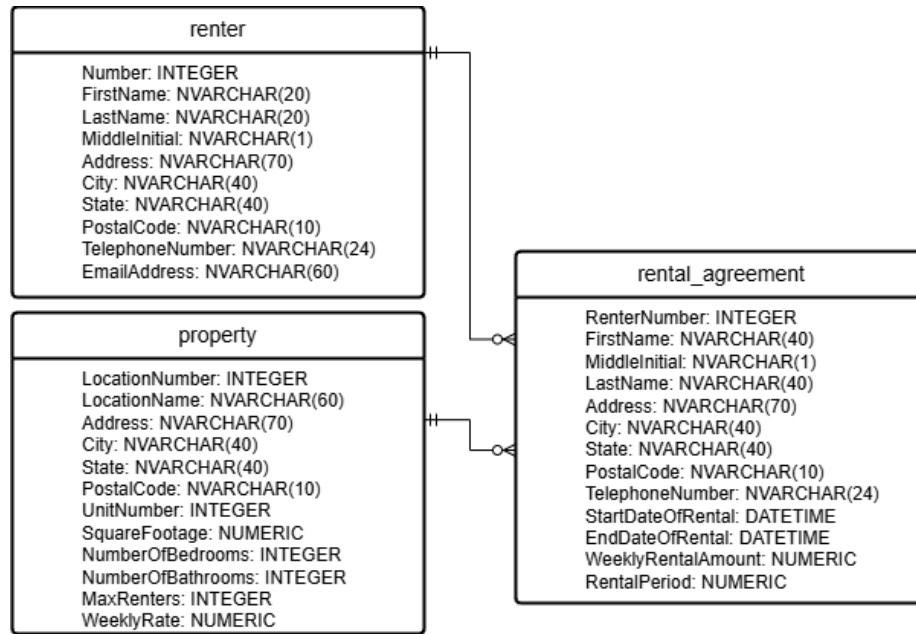 renter
Number: INTEGER
FirstName: NVARCHAR(20)
LastName: NVARCHAR(20)
MiddleInitial: NVARCHAR(1)
Address: NVARCHAR(70)
City: NVARCHAR(40)
State: NVARCHAR(40)
PostalCode: NVARCHAR(10)
TelephoneNumber: NVARCHAR(24)
EmailAddress: NVARCHAR(60)
property
LocationNumber: INTEGER
LocationName: NVARCHAR(60)
Address: NVARCHAR(70)
City: NVARCHAR(40)
State: NVARCHAR(40)
PostalCode: NVARCHAR(10)
UnitNumber: INTEGER
SquareFootage: NUMERIC
NumberOfBedrooms: INTEGER
NumberOfBathrooms: INTEGER
MaxRenters: INTEGER
WeeklyRate: NUMERIC
rental_agreement
RenterNumber: INTEGER
FirstName: NVARCHAR(40)
MiddleInitial: NVARCHAR(1)
LastName: NVARCHAR(40)
Address: NVARCHAR(70)
City: NVARCHAR(40)
State: NVARCHAR(40)
PostalCode: NVARCHAR(10)
TelephoneNumber: NVARCHAR(24)
StartDateOfRental: DATETIME
EndDateOfRental: DATETIME
WeeklyRentalAmount: NUMERIC
RentalPeriod: NUMERIC